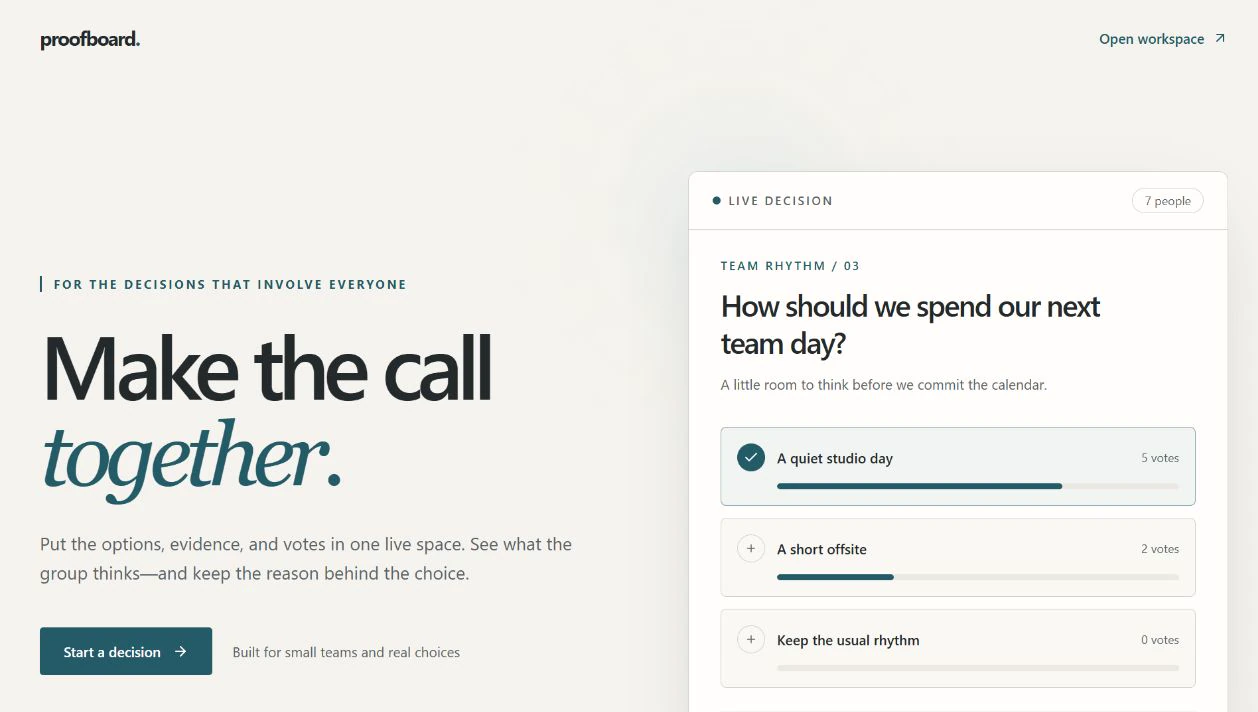 proofboard.
Open workspace
FOR THE DECISIONS THAT INVOLVE EVERYONE
Make the call
together.
Put the options, evidence, and votes in one live space. See what the
group thinks—and keep the reason behind the choice.
Start a decision
Built for small teams and real choices
LIVE DECISION
7 people
TEAM RHYTHM / 03
How should we spend our next
team day?
A little room to think before we commit the calendar.
A quiet studio day
5 votes
A short offsite
2 votes
Keep the usual rhythm
0 votes